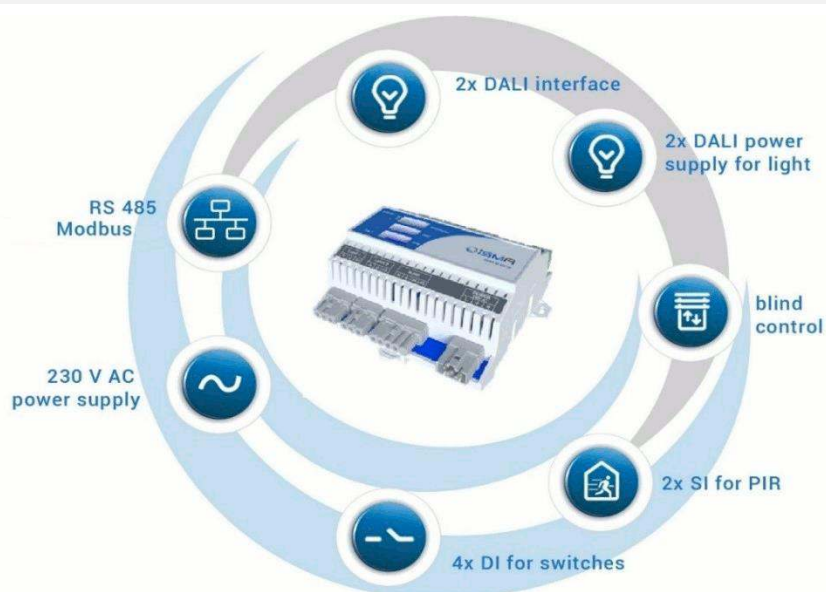 2x DALI interface
2x DALI power
supply for light
RS 485
Modbus
iSMA
blind
control
230 V AC
power supply
2x SI for PIR
4x DI for switches